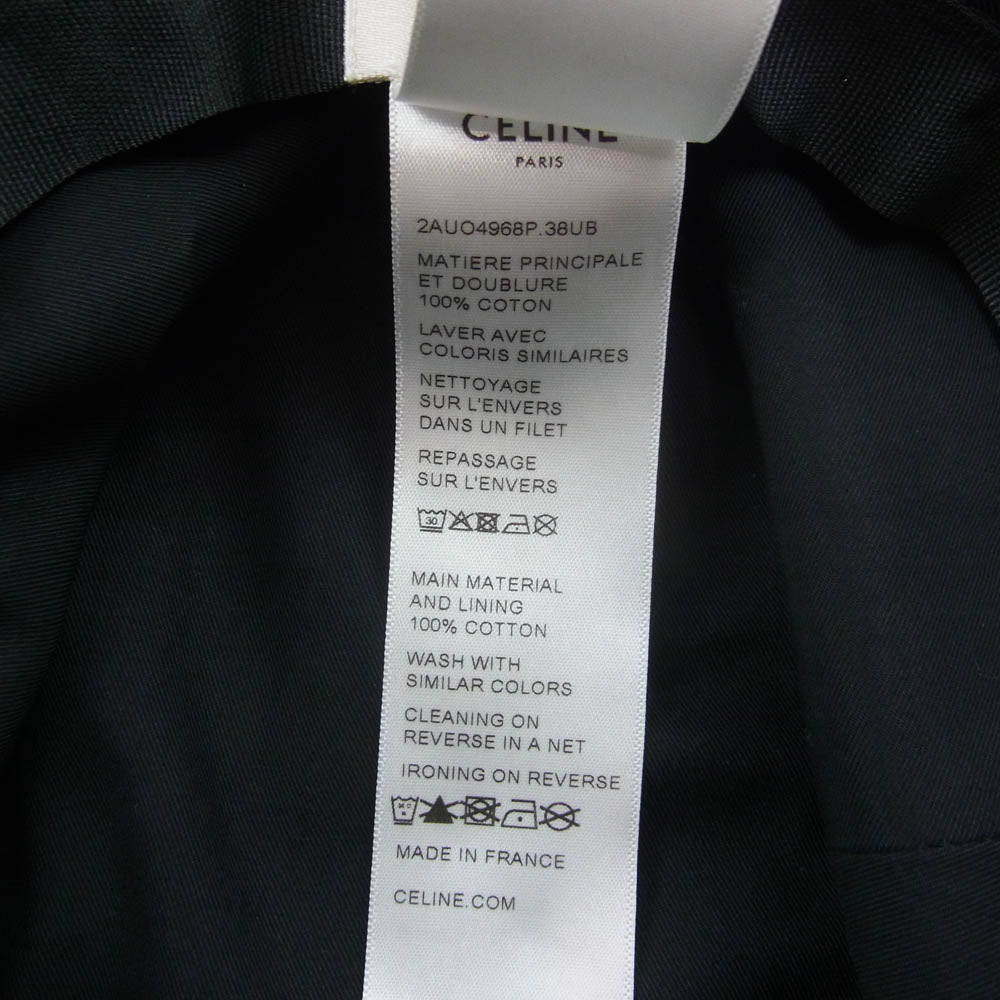 CELINE
PARIS
2AUO4968P.38UB
MATIERE PRINCIPALE
ET DOUBLURE
100% COTON
LAVER AVEC
COLORIS SIMILAIRES
NETTOYAGE
SUR L'ENVERS
DANS UN FILET
REPASSAGE
SUR L'ENVERS
30
MAIN MATERIAL
AND LINING
100% COTTON
WASH WITH
SIMILAR COLORS
CLEANING ON
REVERSE IN A NET
IRONING ON REVERSE
MADE IN FRANCE
CELINE.COM